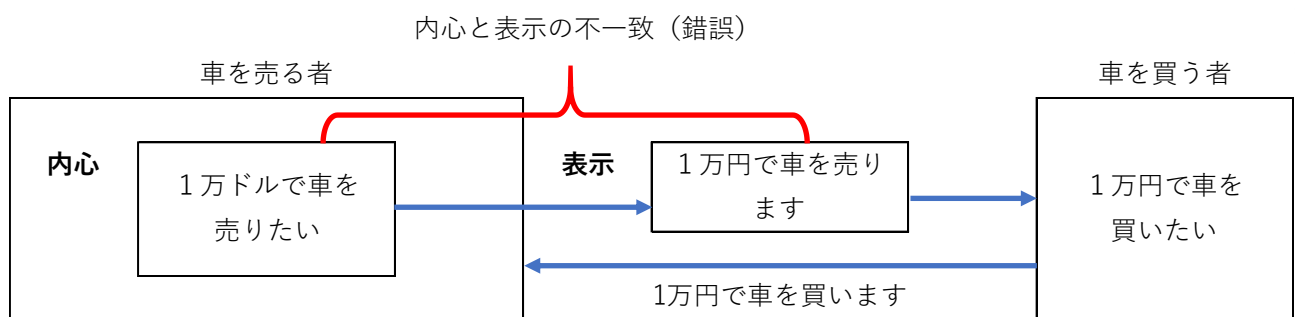 内心と表示の不一致（錯誤）
車を売る者
車を買う者
内心
１万ドルで車を
売りたい
表示
１万円で車を売り
ます
１万円で車を
買いたい
1万円で車を買います